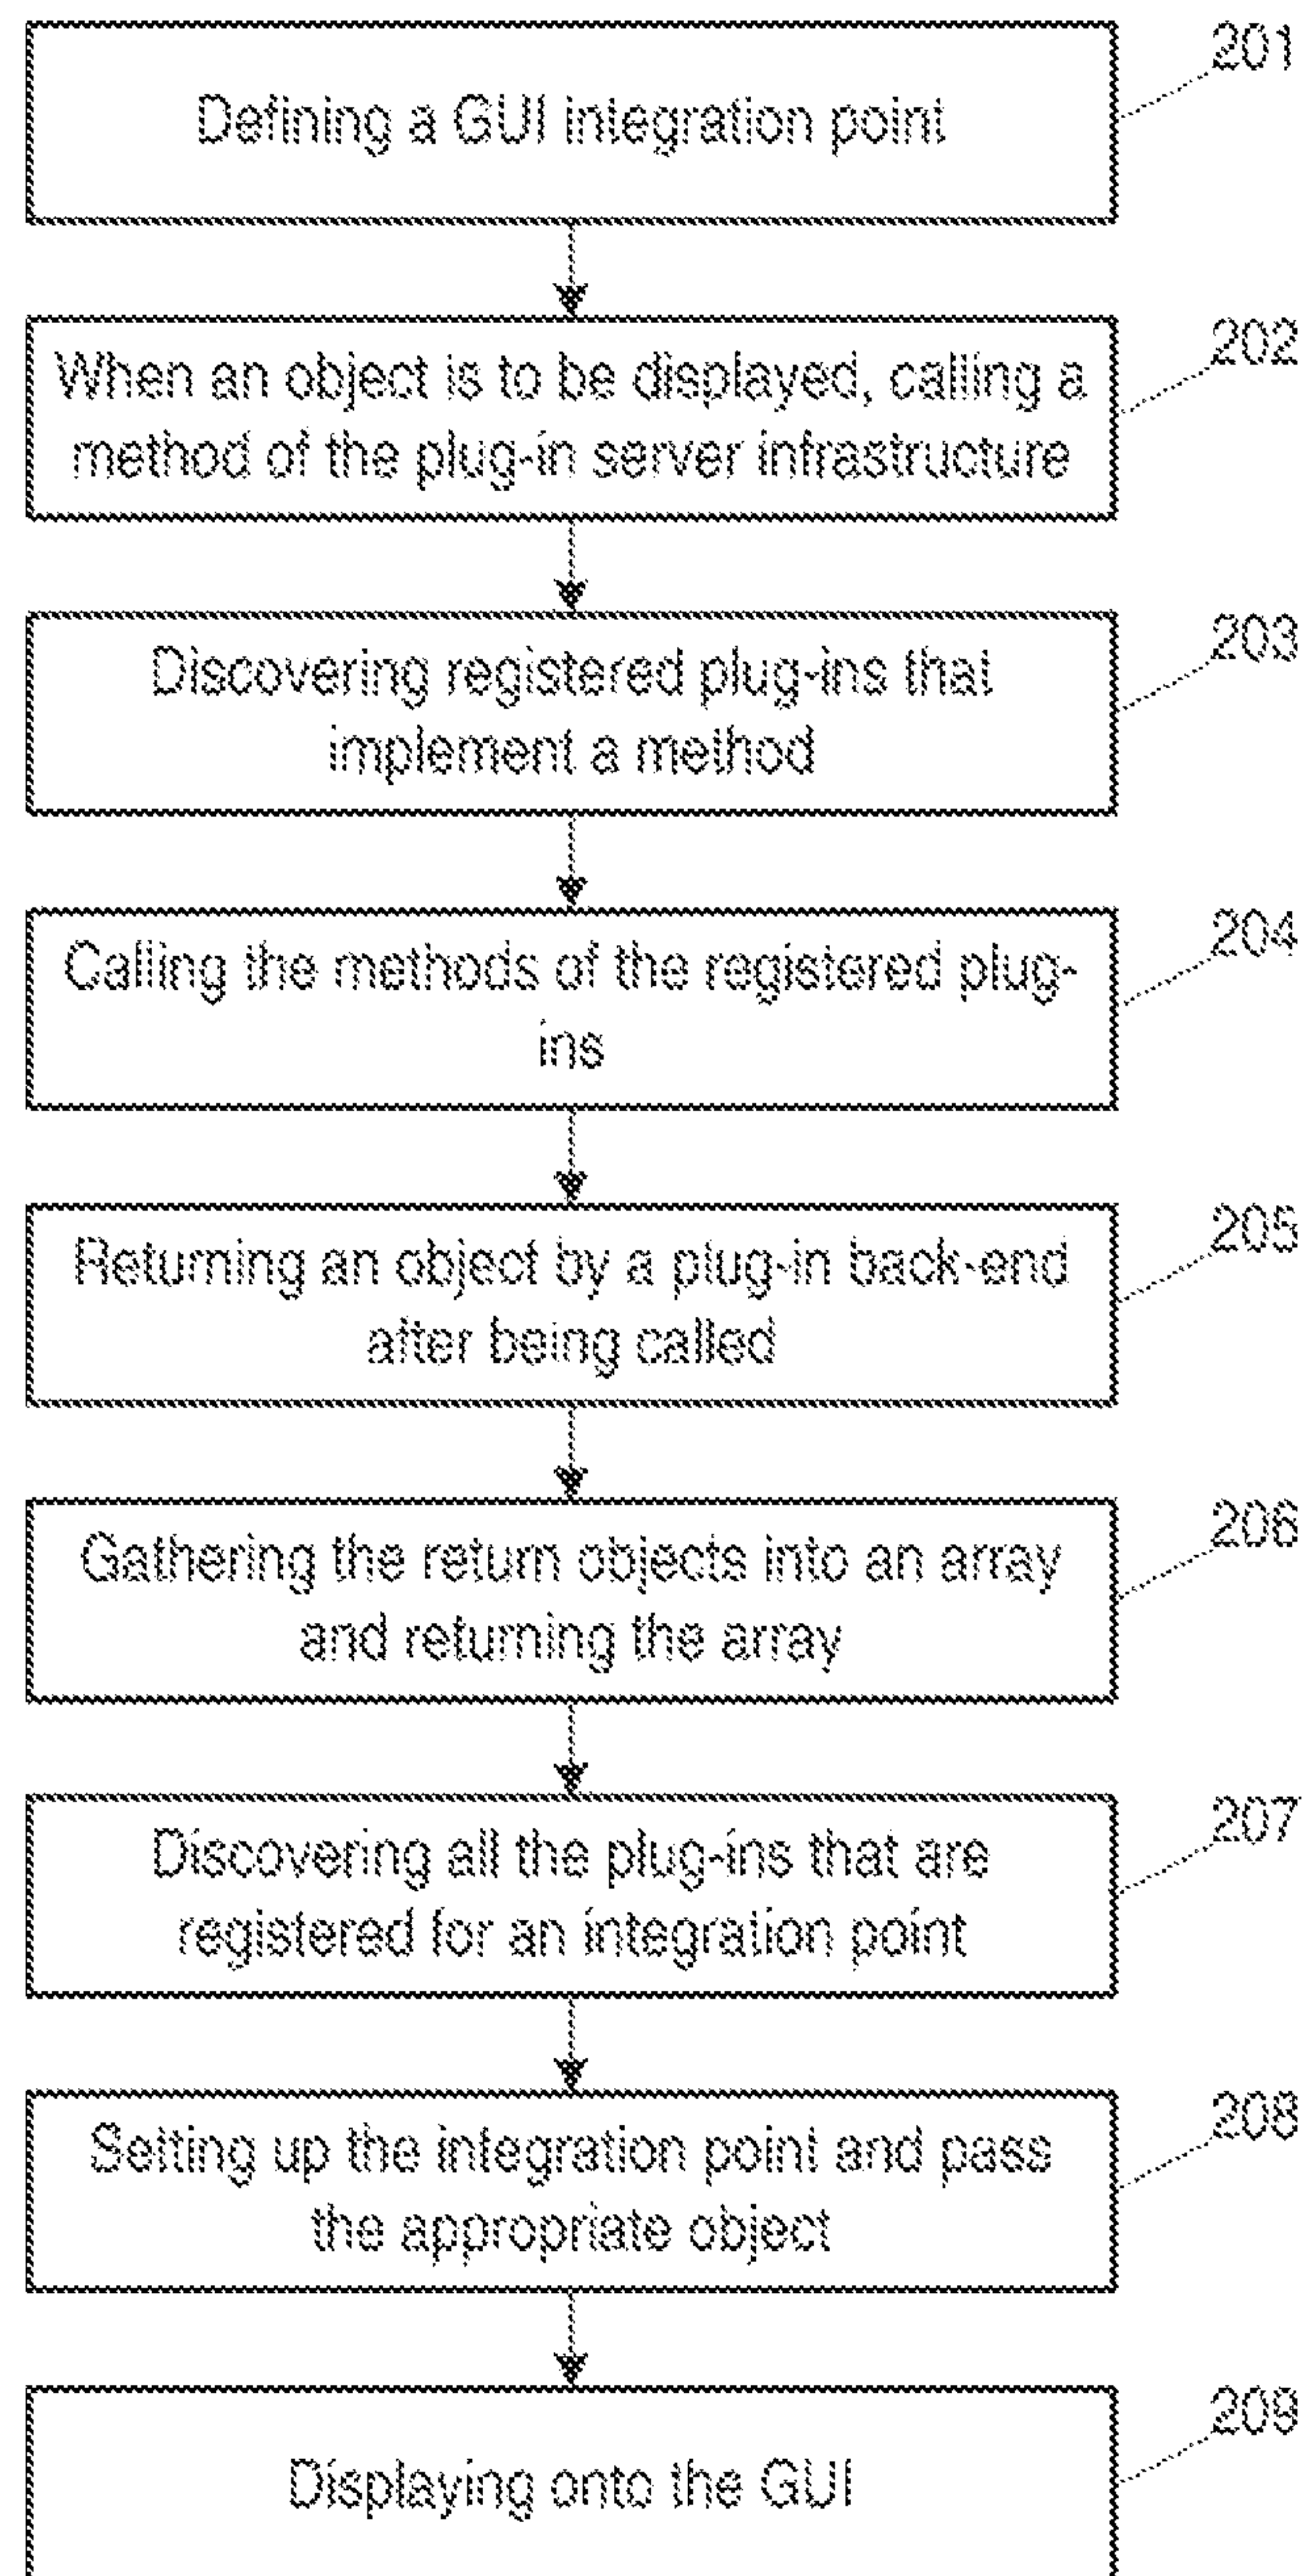 201
Defining a GUI integration point
202
When an object is to be displayed, calling a
method of the plug-in server infrastructure
203
Discovering registered plug-ins that
implement a method
204
Calling the methods of the registered plug-
ins
205
Returning an object by a plug-in back-end
after being called
206
Gathering the return objects into an array
and returning the array
207
Discovering all the plug-ins that are
registered for an integration point
208
Setting up the integration point and pass
the appropriate object
209
Displaying onto the GUI